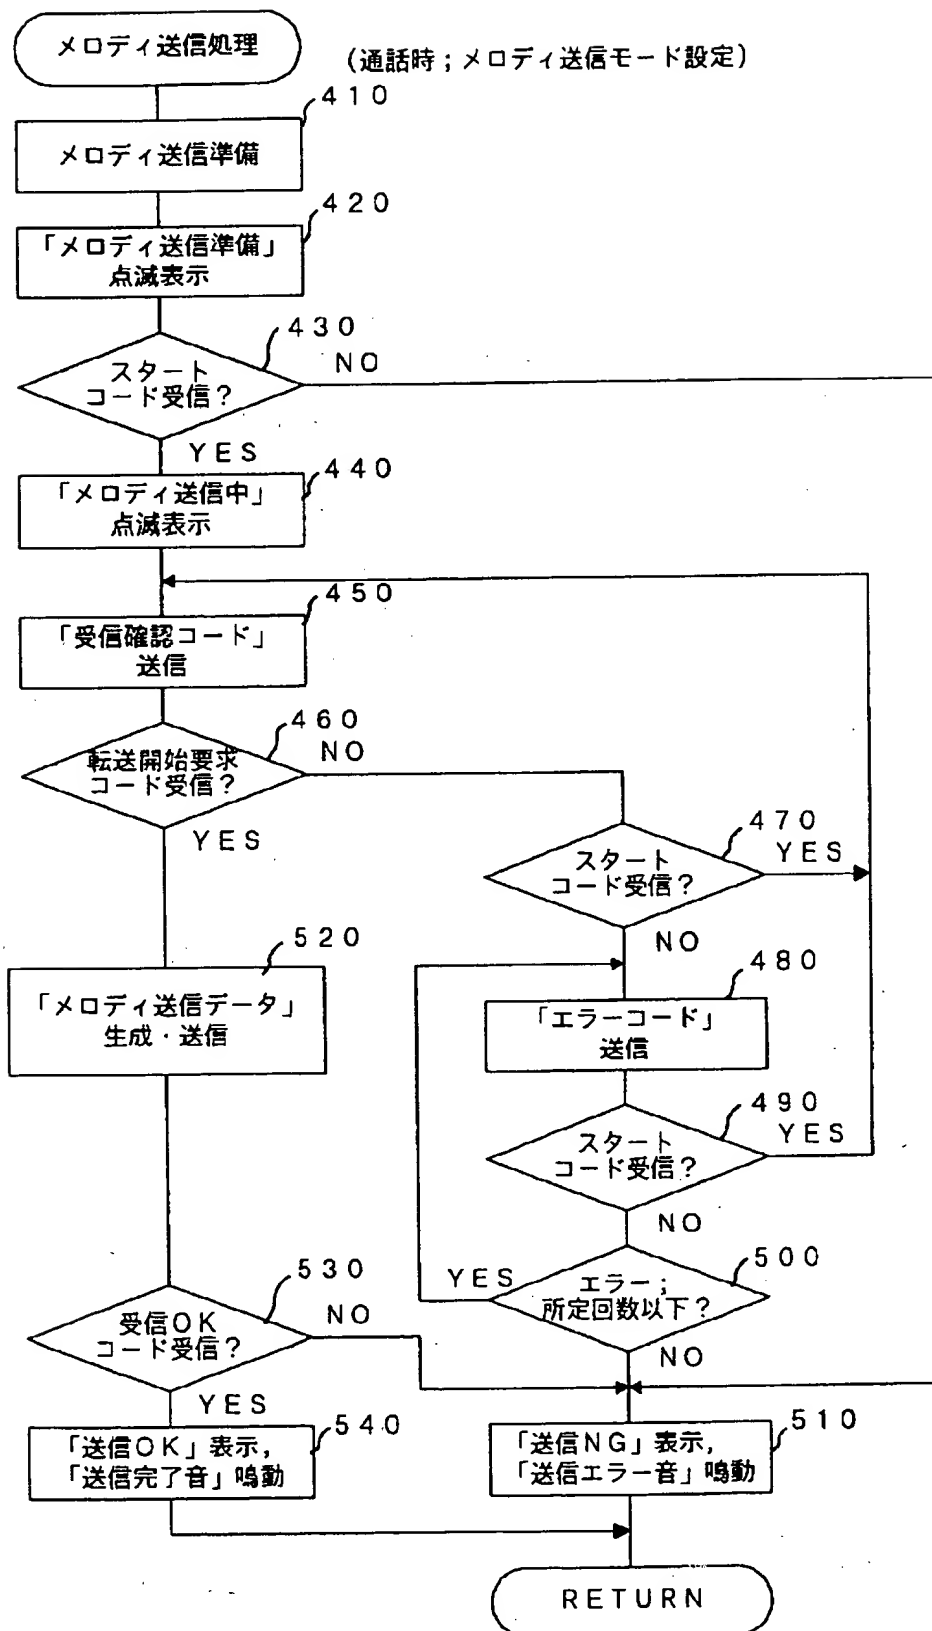 メロディ送信処理
(通話時;メロディ送信モード設定)
410
メロディ送信準備
420
「メロディ送信準備」
点滅表示
430
スタート
コード受信?
NO
YES
440
「メロディ送信中」
点滅表示
450
「受信確認コード」
送信
460
転送開始要求
コード受信?
NO
YES
470
スタート
コード受信?
YES
NO
480
「エラーコード」
送信
490
スタート
コード受信?
YES
NO
500
エラー;
所定回数以下?
YES
NO
520
「メロディ送信データ」
生成・送信
530
受信OK
コード受信?
NO
YES
540
「送信OK」表示,
「送信完了音」鳴動
510
「送信NG」表示,
「送信エラー音」鳴動
RETURN